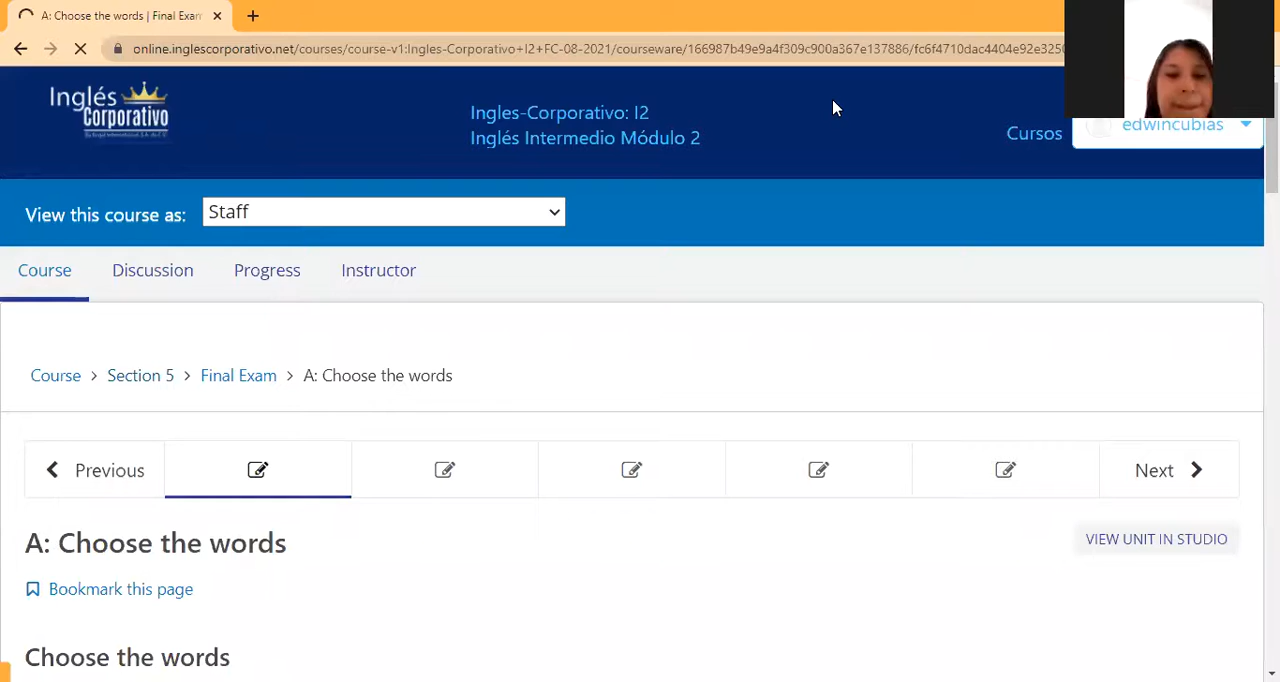 A: Choose the words | Final Exam
online.inglescorporativo.net/courses/course-v1:Ingles-Corporativo+I2+FC-08-2021/courseware/166987b49e9a4f309c900a367e137886/fc6f4710dac4404e92e3250
Inglés
Corporativo
Ingles-Corporativo: I2
Inglés Intermedio Módulo 2
Cursos
edwincubias
View this course as:
Staff
Course
Discussion
Progress
Instructor
Course > Section 5 > Final Exam > A: Choose the words
Previous
Next
A: Choose the words
VIEW UNIT IN STUDIO
Bookmark this page
Choose the words